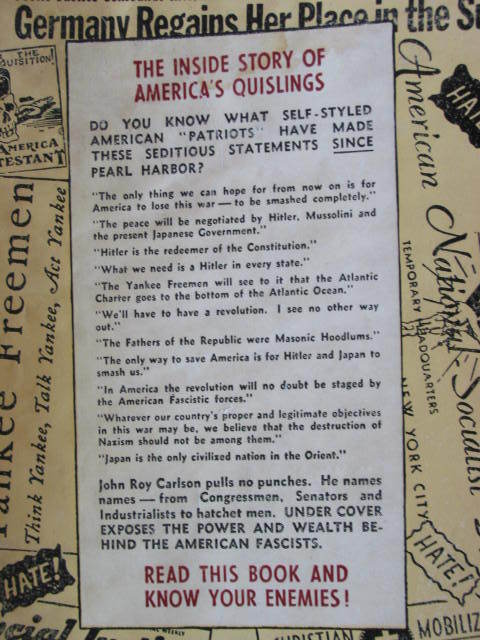 Germany Regains Her Place in the
THE
AMERICA
THE INSIDE STORY OF
AMERICA'S QUISLINGS
DO YOU KNOW WHAT SELF-STYLED
AMERICAN "PATRIOTS" HAVE MADE
THESE SEDITIOUS STATEMENTS SINCE
PEARL HARBOR?
"The only thing we can hope for from now on is for
America to lose this war — to be smashed completely."
"The peace will be negotiated by Hitler, Mussolini and
the present Japanese Government."
"Hitler is the redeemer of the Constitution."
"What we need is a Hitler in every state."
"The Yankee Freemen will see to it that the Atlantic
Charter goes to the bottom of the Atlantic Ocean."
"We'll have to have a revolution. I see no other way
out."
"The Fathers of the Republic were Masonic Hoodlums."
"The only way to save America is for Hitler and Japan to
smash us."
"In America the revolution will no doubt be staged by
the American Fascistic forces."
"Whatever our country's proper and legitimate objectives
in this war may be, we believe that the destruction of
Nazism should not be among them."
"Japan is the only civilized nation in the Orient."
John Roy Carlson pulls no punches. He names
names — from Congressmen, Senators and
Industrialists to hatchet men. UNDER COVER
EXPOSES THE POWER AND WEALTH BE-
HIND THE AMERICAN FASCISTS.
READ THIS BOOK AND
KNOW YOUR ENEMIES!
Yankee Freemen
Think Yankee, Talk Yankee, Act Yankee
HATE!
American National-Socialist
TEMPORARY HEADQUARTERS
NEW YORK CITY
HATE!
CHRISTIAN
MOBILIZ